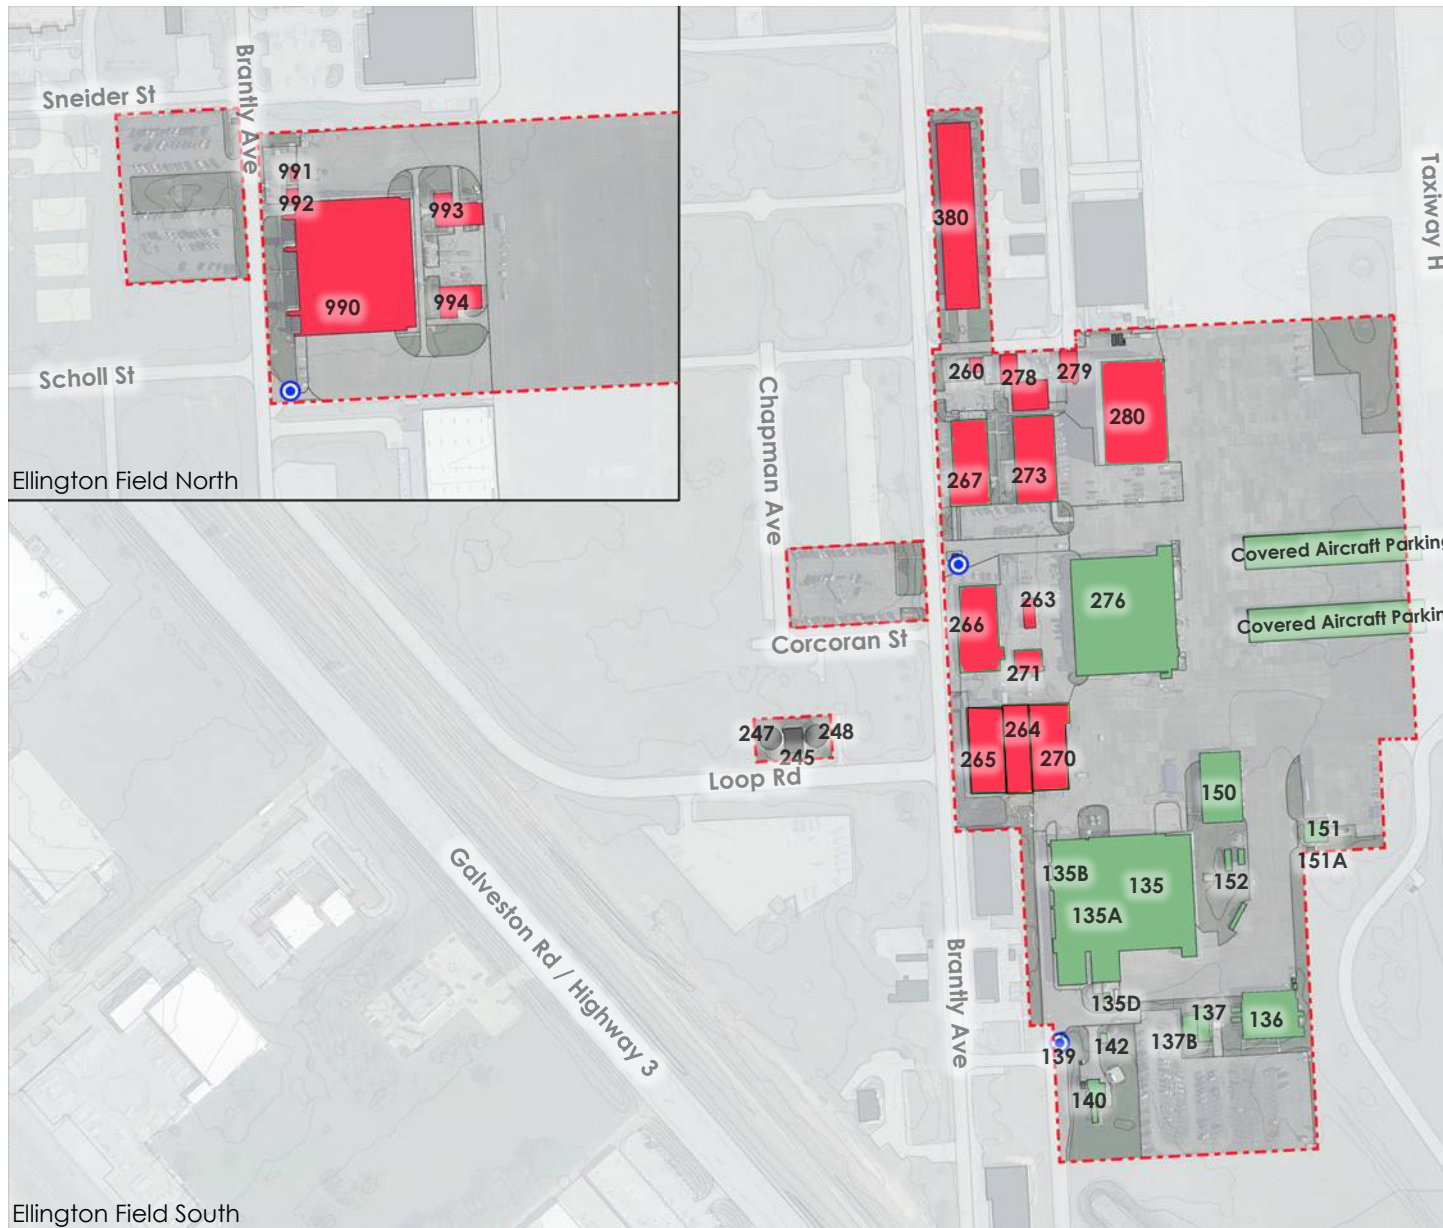 Sneider St
Brantly Ave
991
992
993
990
994
Scholl St
Ellington Field North
380
Taxiway H
260
278
279
280
Chapman Ave
267
273
Covered Aircraft Parking
263
276
266
Covered Aircraft Parkin
Corcoran St
271
247
248
264
245
265
270
Loop Rd
150
151
151A
135B
135
152
135A
Galveston Rd / Highway 3
Brantly Ave
135D
137
136
139
142
137B
140
Ellington Field South